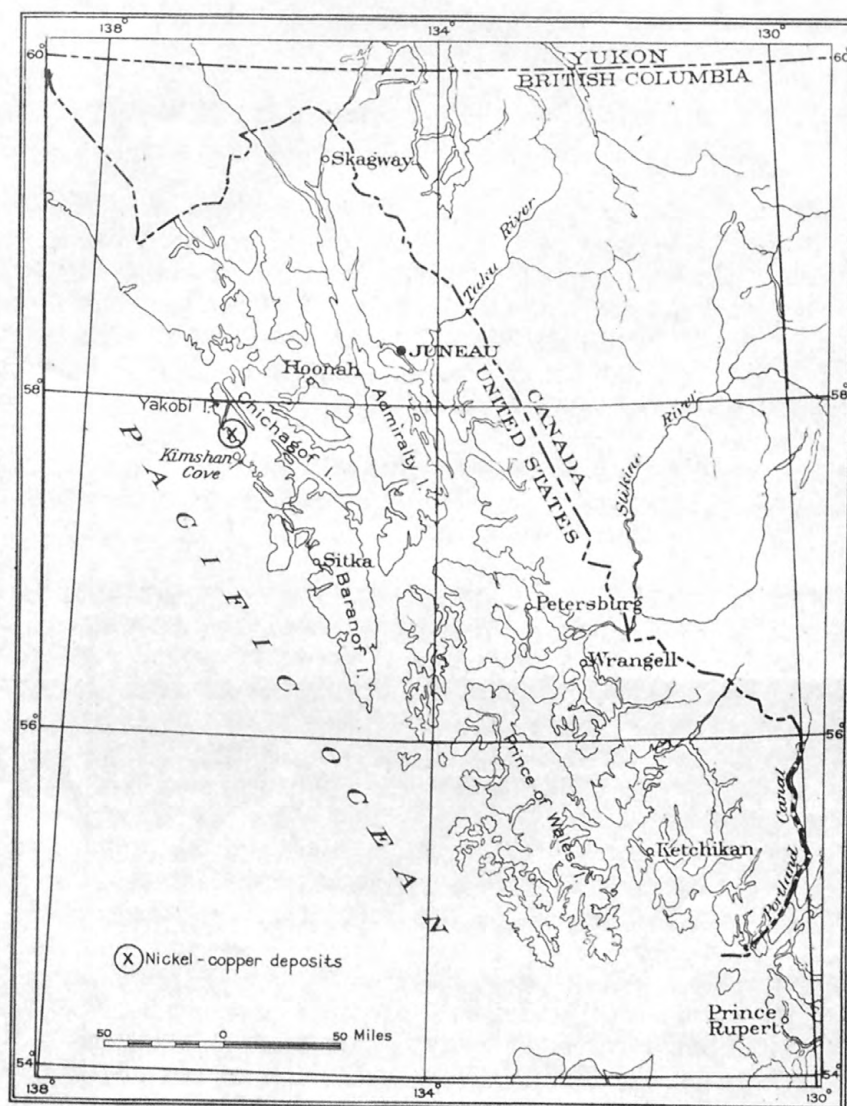 138°
134°
130°
60°
YUKON
60°
BRITISH COLUMBIA
Skagway
Taku River
JUNEAU
Hoonah
CANADA
UNITED STATES
58°
58°
Yakobi I.
Chichagof I.
Admiralty I.
Stikine River
Kimshan
Cove
PACIFIC OCEAN
Sitka
Baranof I.
Petersburg
Wrangell
56°
56°
Prince of Wales I.
Portland Canal
Ketchikan
X Nickel-copper deposits
Prince
Rupert
50 0 50 Miles
54°
54°
138°
134°
130°